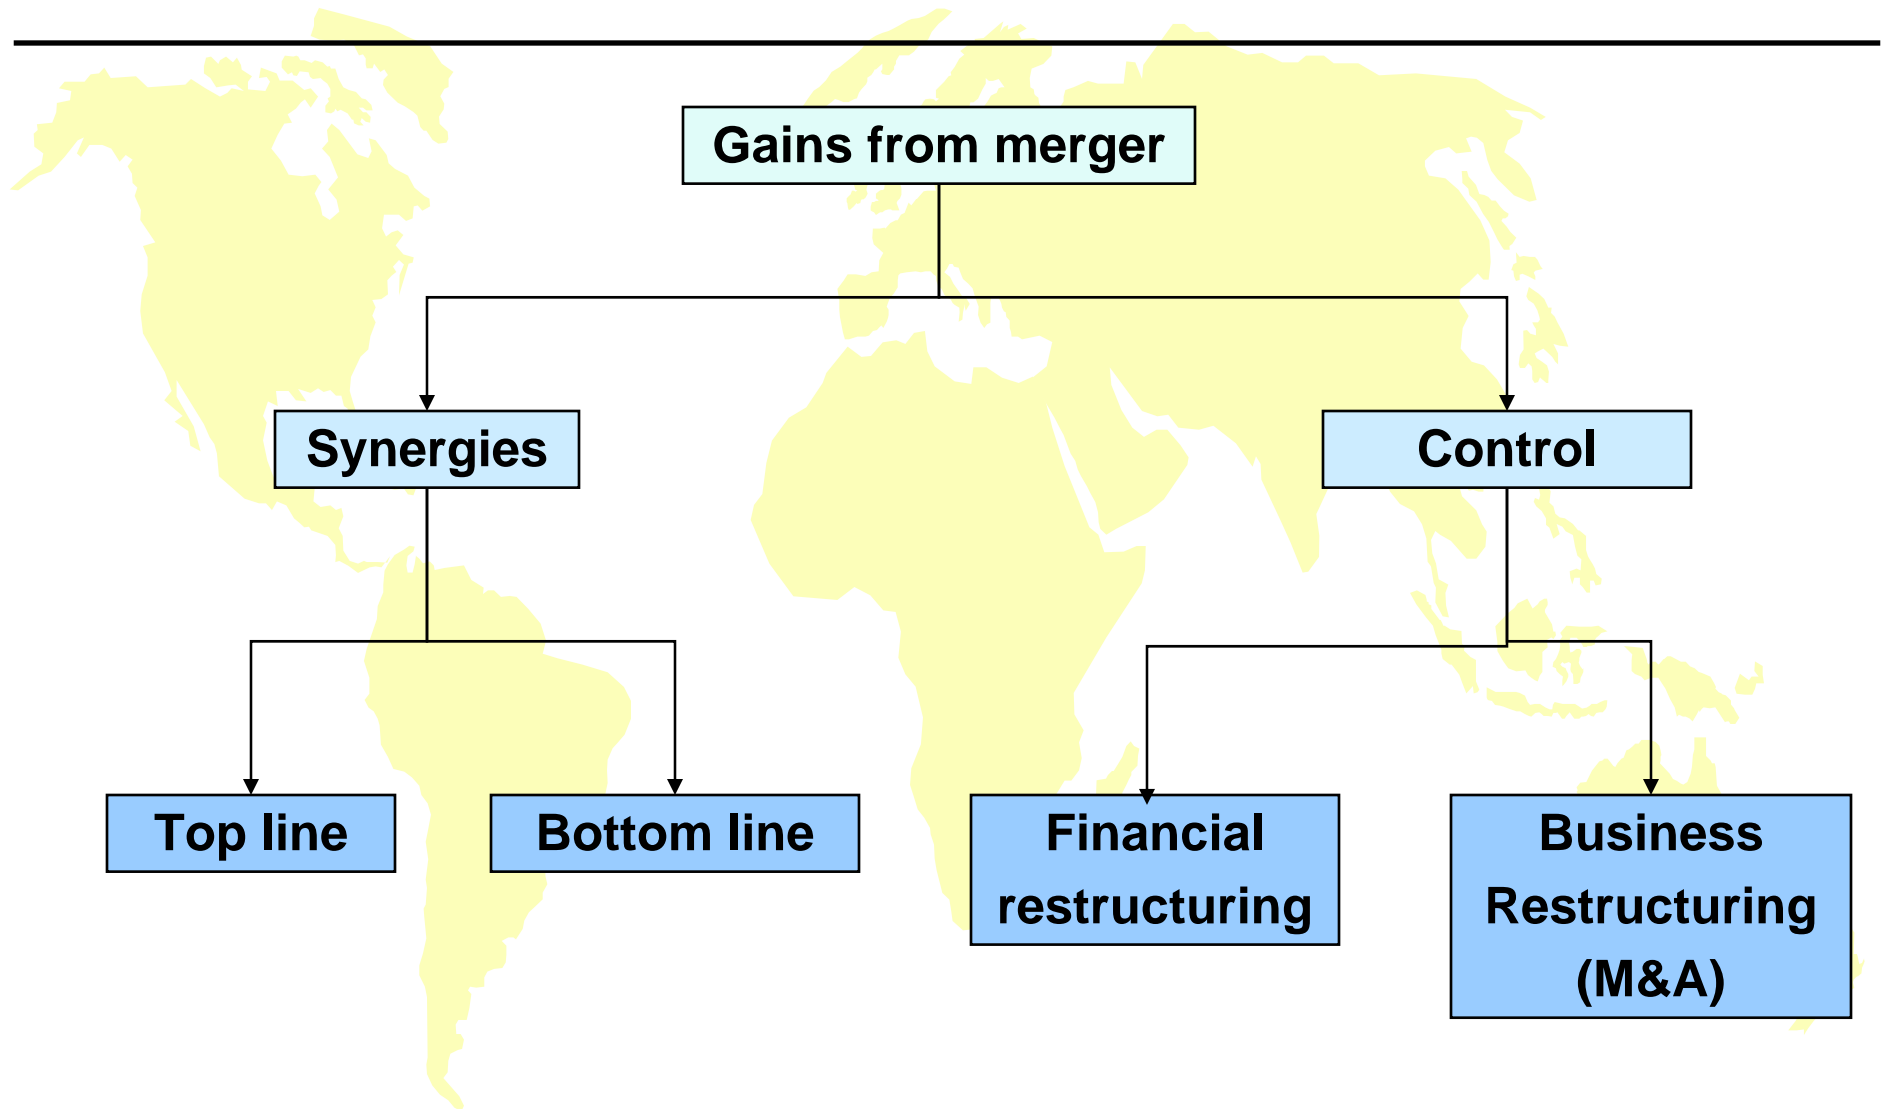 Gains from merger
Synergies
Control
Top line
Bottom line
Financial
restructuring
Business
Restructuring
(M&A)